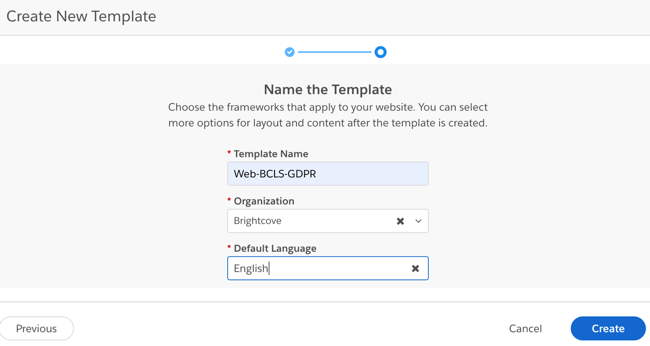 Create New Template
Name the Template
Choose the frameworks that apply to your website. You can select
more options for layout and content after the template is created.
* Template Name
Web-BCLS-GDPR
* Organization
Brightcove
* Default Language
English
Previous
Cancel
Create